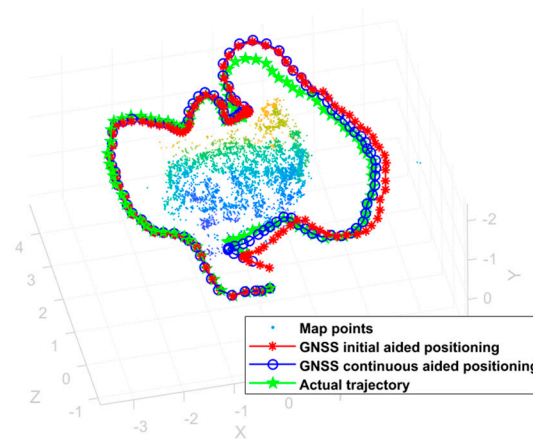 4
3
2
1
0
Z
-1
-3
-2
-1
0
X
-2
-1
0
Y
Map points
GNSS initial aided positioning
GNSS continuous aided positioning
Actual trajectory